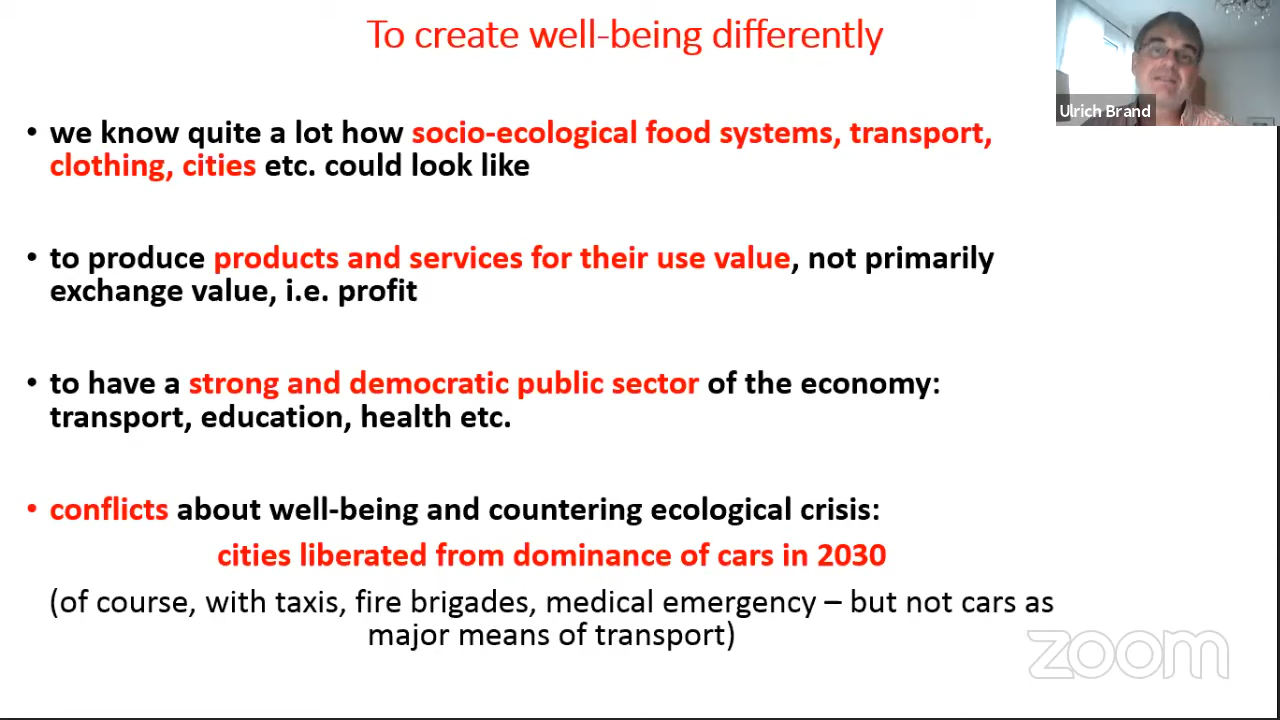 To create well-being differently
Ulrich Brand
• we know quite a lot how socio-ecological food systems, transport,
clothing, cities etc. could look like
• to produce products and services for their use value, not primarily
exchange value, i.e. profit
• to have a strong and democratic public sector of the economy:
transport, education, health etc.
• conflicts about well-being and countering ecological crisis:
cities liberated from dominance of cars in 2030
(of course, with taxis, fire brigades, medical emergency – but not cars as
major means of transport)
zoom